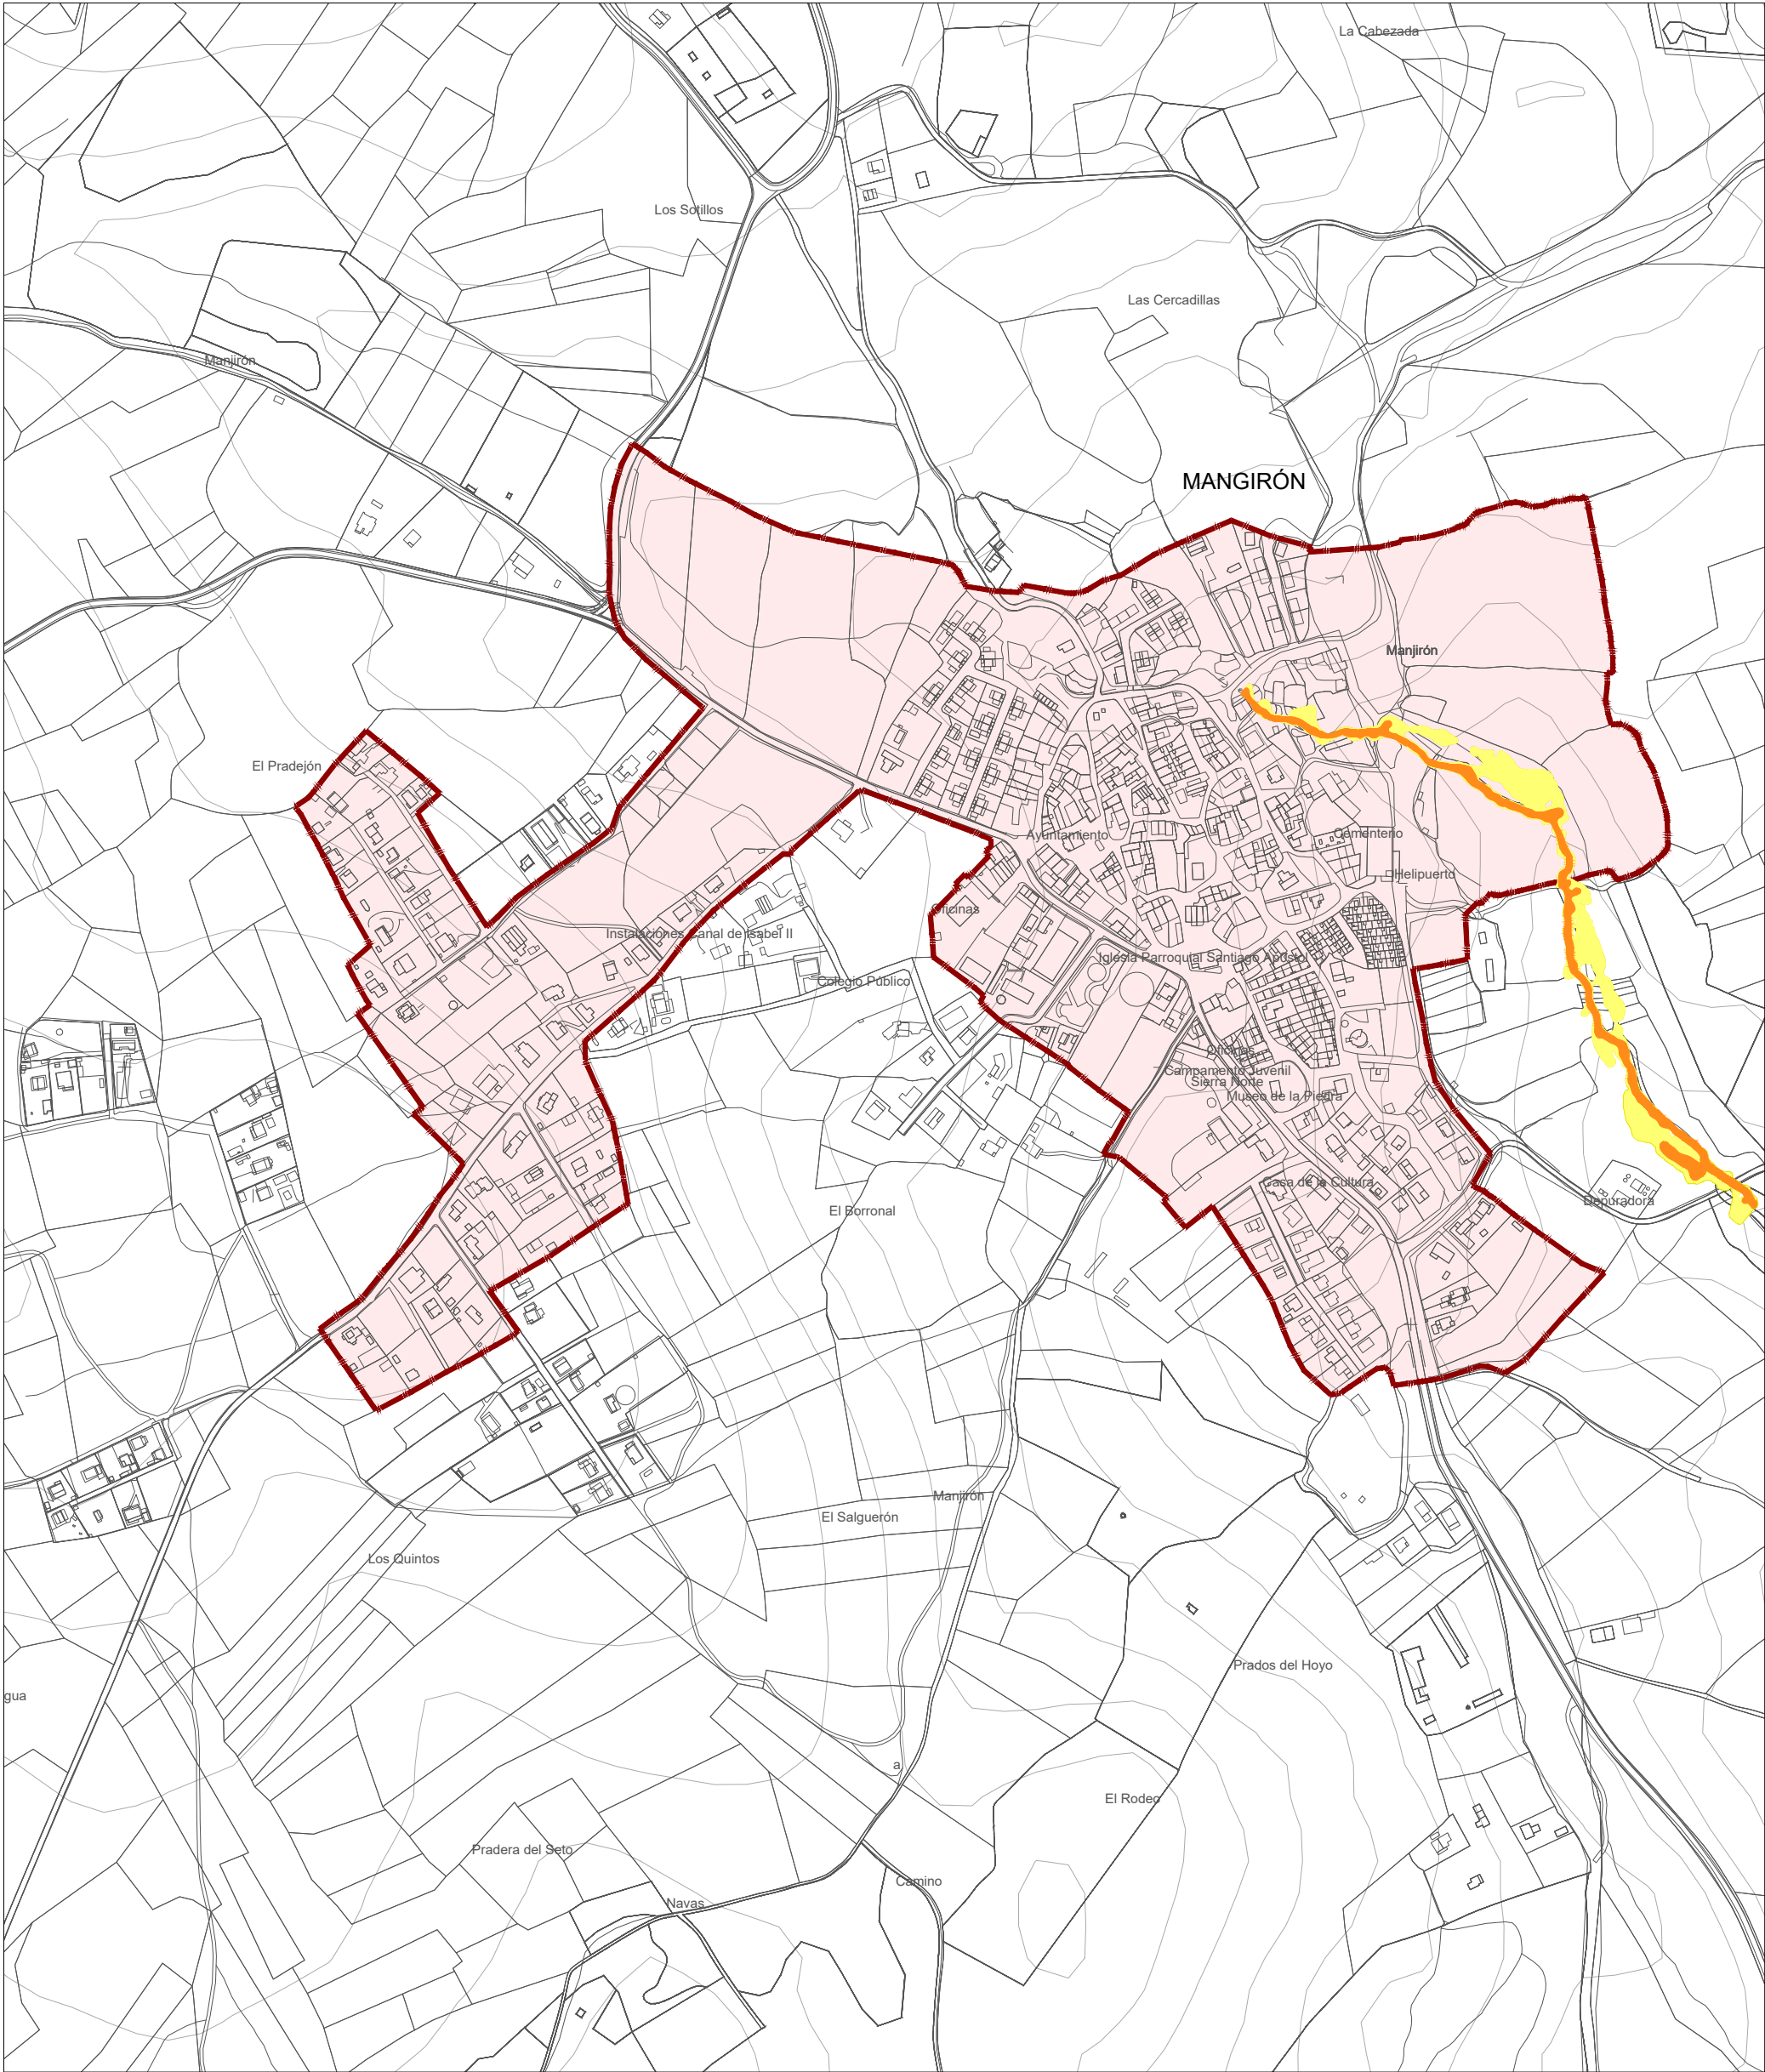 La Cabezada
Los Sotillos
Las Cercadillas
Manjirón
MANGIRÓN
Manjirón
El Pradejón
Ayuntamiento
Cementerio
Helipuerto
Oficinas
Instalaciones Canal de Isabel II
Iglesia Parroquial Santiago Apóstol
Colegio Público
Oficinas
Campamento Juvenil
Sierra Norte
Museo de la Piedra
Casa de la Cultura
Depuradora
El Borronal
Manjirón
El Salguerón
Los Quintos
Prados del Hoyo
gua
a
El Rodeo
Pradera del Seto
Camino
Navas